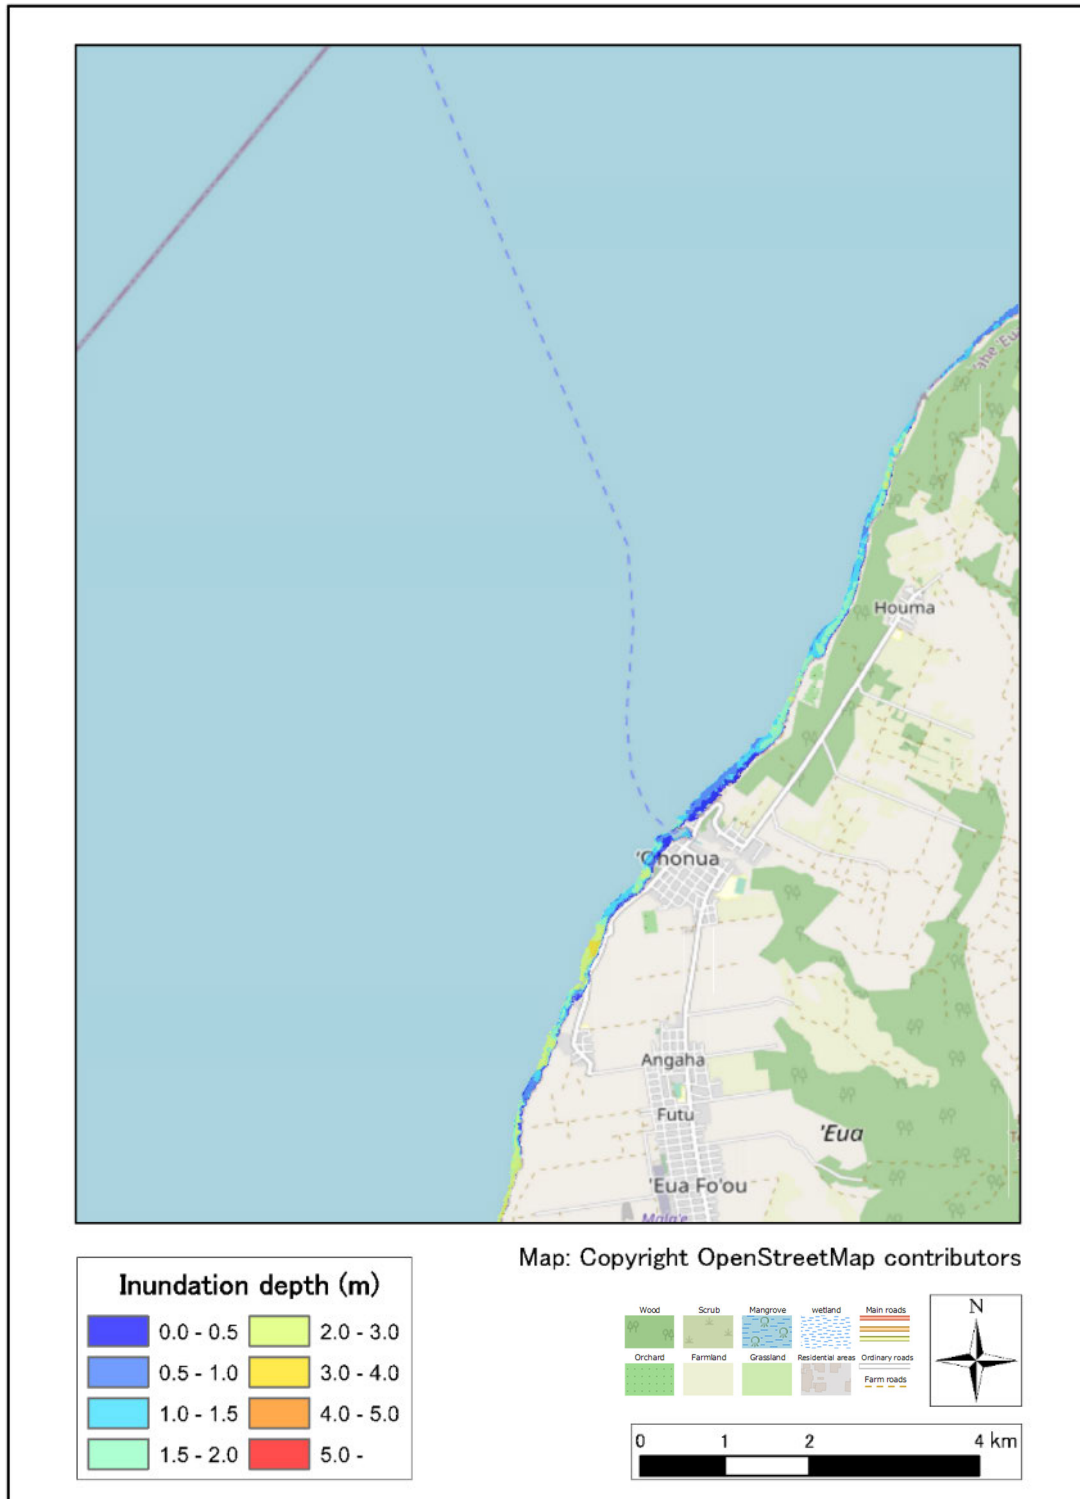 Houma
'Ohonua
Angaha
Futu
'Eua
'Eua Fo'ou
Mala'e
Map: Copyright OpenStreetMap contributors
Inundation depth (m)
0.0 - 0.5
2.0 - 3.0
0.5 - 1.0
3.0 - 4.0
1.0 - 1.5
4.0 - 5.0
1.5 - 2.0
5.0 -
Wood
Scrub
Mangrove
wetland
Main roads
Orchard
Farmland
Grassland
Residential areas
Ordinary roads
Farm roads
N
0 1 2 4 km